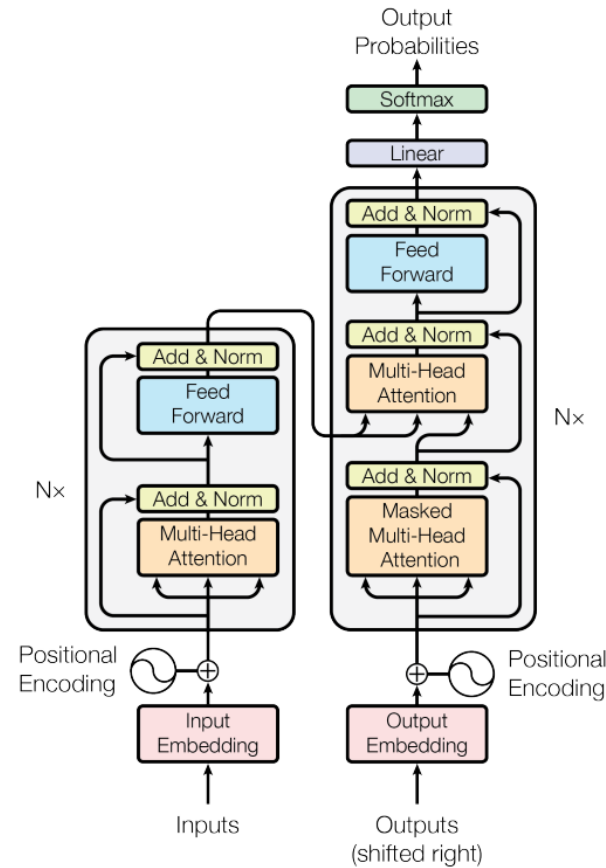 Output
Probabilities
Softmax
Linear
Add & Norm
Feed
Forward
Add & Norm
Multi-Head
Attention
Add & Norm
Masked
Multi-Head
Attention
N×
Add & Norm
Feed
Forward
N×
Add & Norm
Multi-Head
Attention
Positional
Encoding
Positional
Encoding
Input
Embedding
Output
Embedding
Inputs
Outputs
(shifted right)